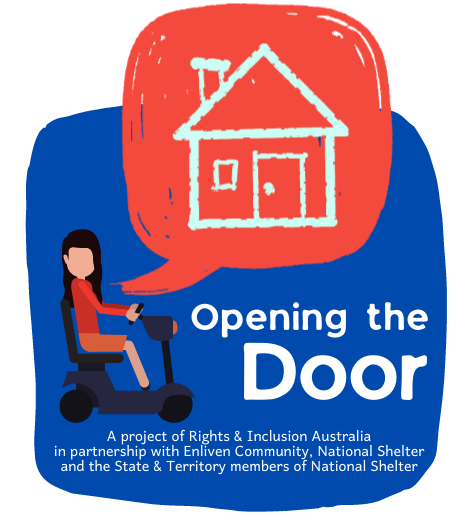 Opening the
Door
A project of Rights & Inclusion Australia
in partnership with Enliven Community, National Shelter
and the State & Territory members of National Shelter